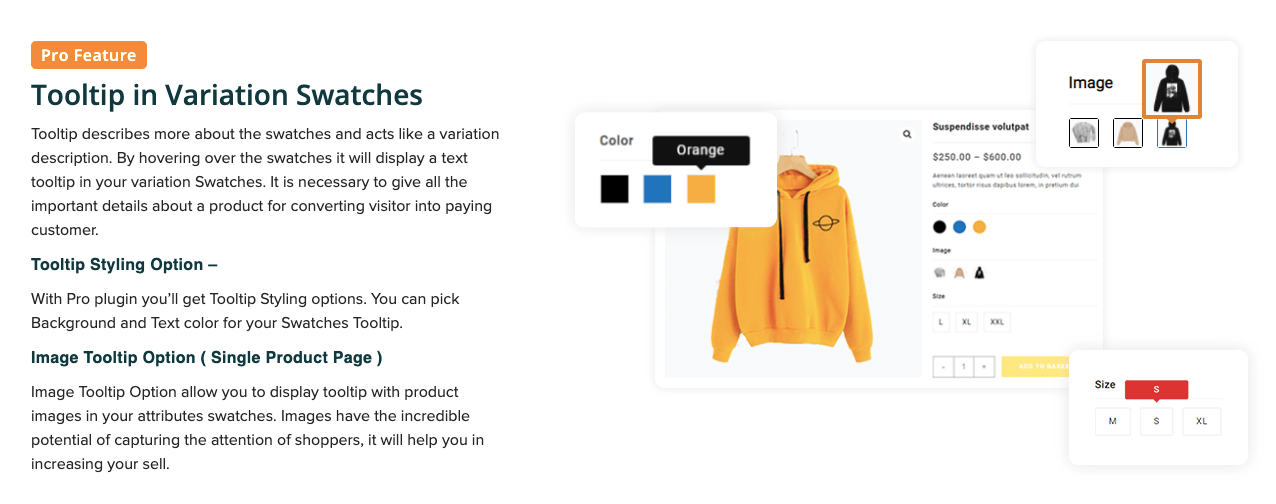 Pro Feature
Tooltip in Variation Swatches
Tooltip describes more about the swatches and acts like a variation
description. By hovering over the swatches it will display a text
tooltip in your variation Swatches. It is necessary to give all the
important details about a product for converting visitor into paying
customer.
Tooltip Styling Option –
With Pro plugin you’ll get Tooltip Styling options. You can pick
Background and Text color for your Swatches Tooltip.
Image Tooltip Option ( Single Product Page )
Image Tooltip Option allow you to display tooltip with product
images in your attributes swatches. Images have the incredible
potential of capturing the attention of shoppers, it will help you in
increasing your sell.
Color
Orange
Image
Suspendisse volutpat
$250.00 – $600.00
Aenean laoreet quam ut leo sollicitudin, vel rutrum
ultrices, tortor risus dapibus lorem, in pretium dui
Color
Image
Size
L XL XXL
- 1 +
ADD TO BASKE
Size
S
M S XL